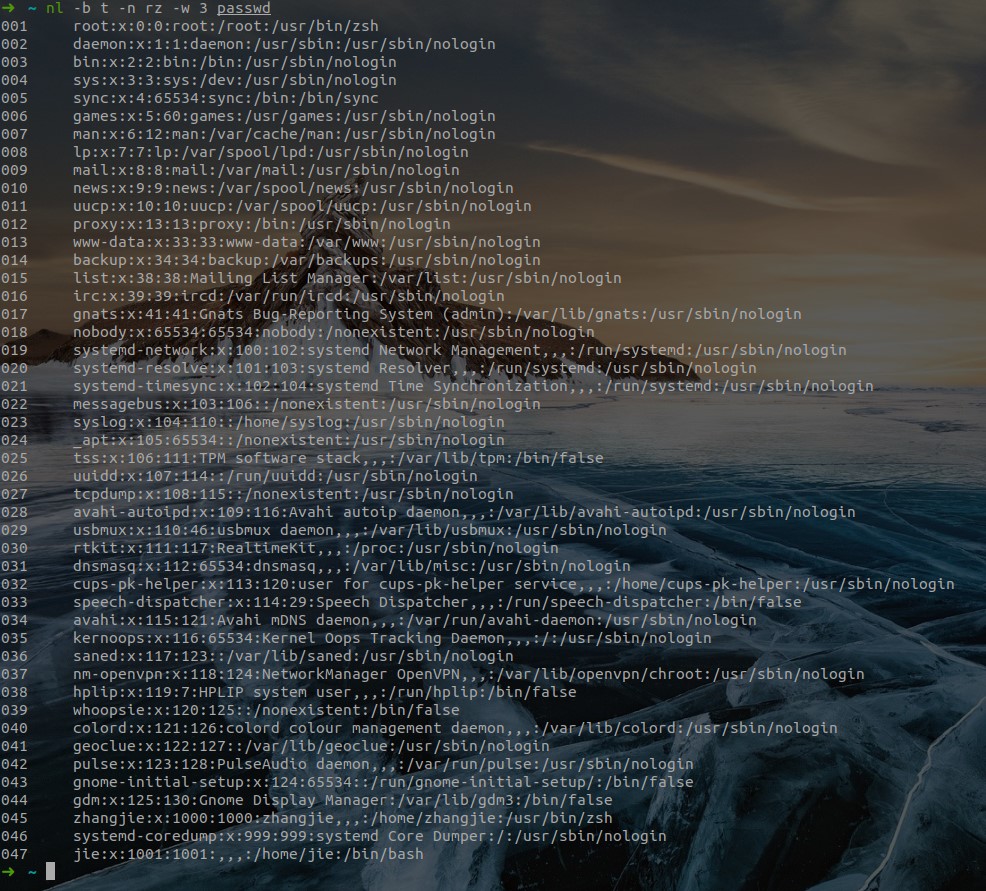 ➜ ~ nl -b t -n rz -w 3 passwd
001 root:x:0:0:root:/root:/usr/bin/zsh
002 daemon:x:1:1:daemon:/usr/sbin:/usr/sbin/nologin
003 bin:x:2:2:bin:/bin:/usr/sbin/nologin
004 sys:x:3:3:sys:/dev:/usr/sbin/nologin
005 sync:x:4:65534:sync:/bin:/bin/sync
006 games:x:5:60:games:/usr/games:/usr/sbin/nologin
007 man:x:6:12:man:/var/cache/man:/usr/sbin/nologin
008 lp:x:7:7:lp:/var/spool/lpd:/usr/sbin/nologin
009 mail:x:8:8:mail:/var/mail:/usr/sbin/nologin
010 news:x:9:9:news:/var/spool/news:/usr/sbin/nologin
011 uucp:x:10:10:uucp:/var/spool/uucp:/usr/sbin/nologin
012 proxy:x:13:13:proxy:/bin:/usr/sbin/nologin
013 www-data:x:33:33:www-data:/var/www:/usr/sbin/nologin
014 backup:x:34:34:backup:/var/backups:/usr/sbin/nologin
015 list:x:38:38:Mailing List Manager:/var/list:/usr/sbin/nologin
016 irc:x:39:39:ircd:/var/run/ircd:/usr/sbin/nologin
017 gnats:x:41:41:Gnats Bug-Reporting System (admin):/var/lib/gnats:/usr/sbin/nologin
018 nobody:x:65534:65534:nobody:/nonexistent:/usr/sbin/nologin
019 systemd-network:x:100:102:systemd Network Management,,,:/run/systemd:/usr/sbin/nologin
020 systemd-resolve:x:101:103:systemd Resolver,,,:/run/systemd:/usr/sbin/nologin
021 systemd-timesync:x:102:104:systemd Time Synchronization,,,:/run/systemd:/usr/sbin/nologin
022 messagebus:x:103:106::/nonexistent:/usr/sbin/nologin
023 syslog:x:104:110::/home/syslog:/usr/sbin/nologin
024 _apt:x:105:65534::/nonexistent:/usr/sbin/nologin
025 tss:x:106:111:TPM software stack,,,:/var/lib/tpm:/bin/false
026 uuidd:x:107:114::/run/uuidd:/usr/sbin/nologin
027 tcpdump:x:108:115::/nonexistent:/usr/sbin/nologin
028 avahi-autoipd:x:109:116:Avahi autoip daemon,,,:/var/lib/avahi-autoipd:/usr/sbin/nologin
029 usbmux:x:110:46:usbmux daemon,,,:/var/lib/usbmux:/usr/sbin/nologin
030 rtkit:x:111:117:RealtimeKit,,,:/proc:/usr/sbin/nologin
031 dnsmasq:x:112:65534:dnsmasq,,,:/var/lib/misc:/usr/sbin/nologin
032 cups-pk-helper:x:113:120:user for cups-pk-helper service,,,:/home/cups-pk-helper:/usr/sbin/nologin
033 speech-dispatcher:x:114:29:Speech Dispatcher,,,:/run/speech-dispatcher:/bin/false
034 avahi:x:115:121:Avahi mDNS daemon,,,:/var/run/avahi-daemon:/usr/sbin/nologin
035 kernoops:x:116:65534:Kernel Oops Tracking Daemon,,,:/:/usr/sbin/nologin
036 saned:x:117:123::/var/lib/saned:/usr/sbin/nologin
037 nm-openvpn:x:118:124:NetworkManager OpenVPN,,,:/var/lib/openvpn/chroot:/usr/sbin/nologin
038 hplip:x:119:7:HPLIP system user,,,:/run/hplip:/bin/false
039 whoopsie:x:120:125::/nonexistent:/bin/false
040 colord:x:121:126:colord colour management daemon,,,:/var/lib/colord:/usr/sbin/nologin
041 geoclue:x:122:127::/var/lib/geoclue:/usr/sbin/nologin
042 pulse:x:123:128:PulseAudio daemon,,,:/var/run/pulse:/usr/sbin/nologin
043 gnome-initial-setup:x:124:65534::/run/gnome-initial-setup/:/bin/false
044 gdm:x:125:130:Gnome Display Manager:/var/lib/gdm3:/bin/false
045 zhangjie:x:1000:1000:zhangjie,,,:/home/zhangjie:/usr/bin/zsh
046 systemd-coredump:x:999:999:systemd Core Dumper:/:/usr/sbin/nologin
047 jie:x:1001:1001:,,,:/home/jie:/bin/bash
➜ ~